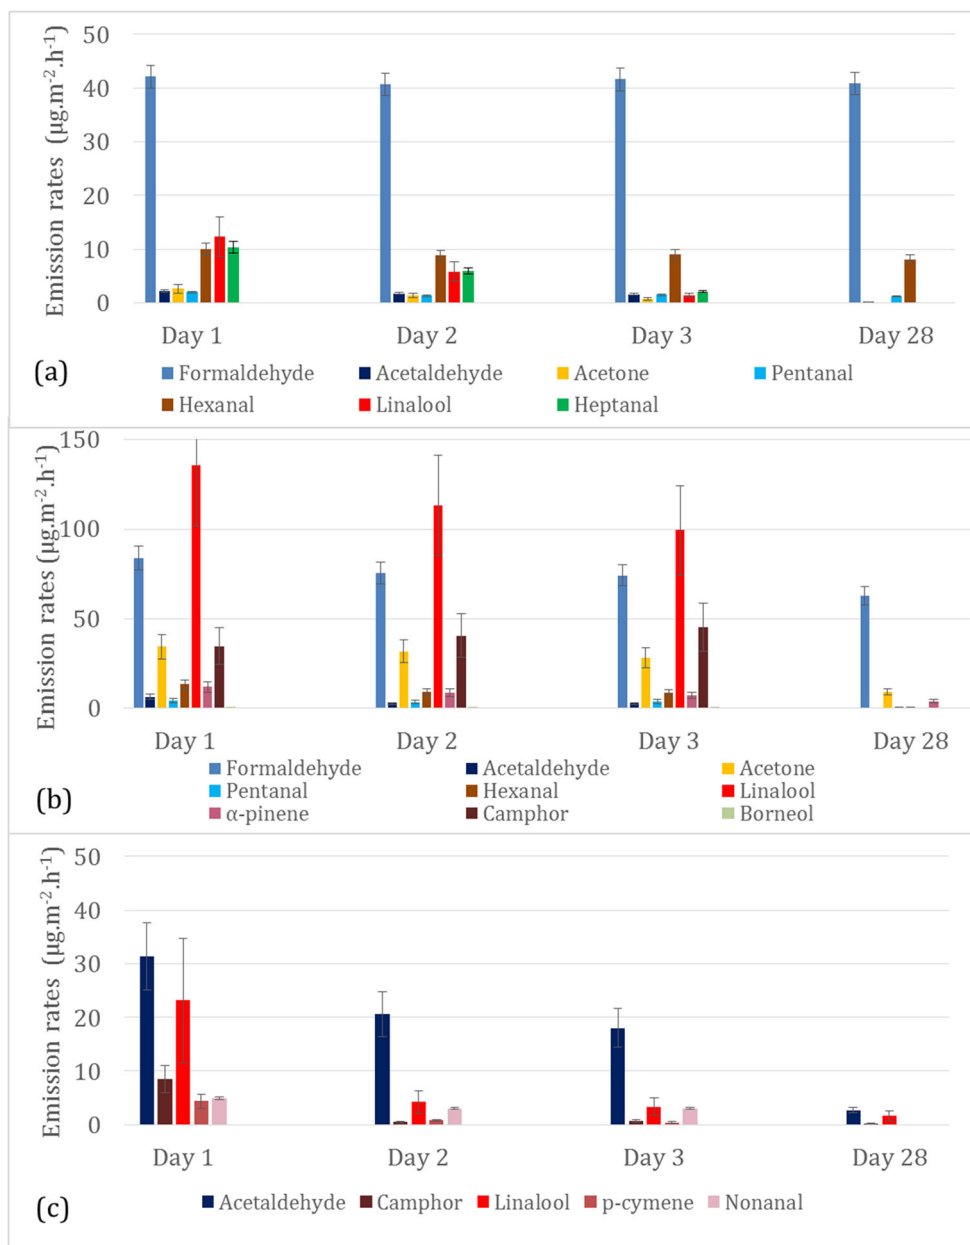 50
40
30
20
10
0
Emission rates (µg.m-2.h-1)
Day 1 Day 2 Day 3 Day 28
(a)
Formaldehyde Acetaldehyde Acetone Pentanal
Hexanal Linalool Heptanal
150
100
50
0
Emission rates (µg.m-2.h-1)
Day 1 Day 2 Day 3 Day 28
(b)
Formaldehyde Acetaldehyde Acetone
Pentanal Hexanal Linalool
α-pinene Camphor Borneol
50
40
30
20
10
0
Emission rates (µg.m-2.h-1)
Day 1 Day 2 Day 3 Day 28
(c)
Acetaldehyde Camphor Linalool p-cymene Nonanal